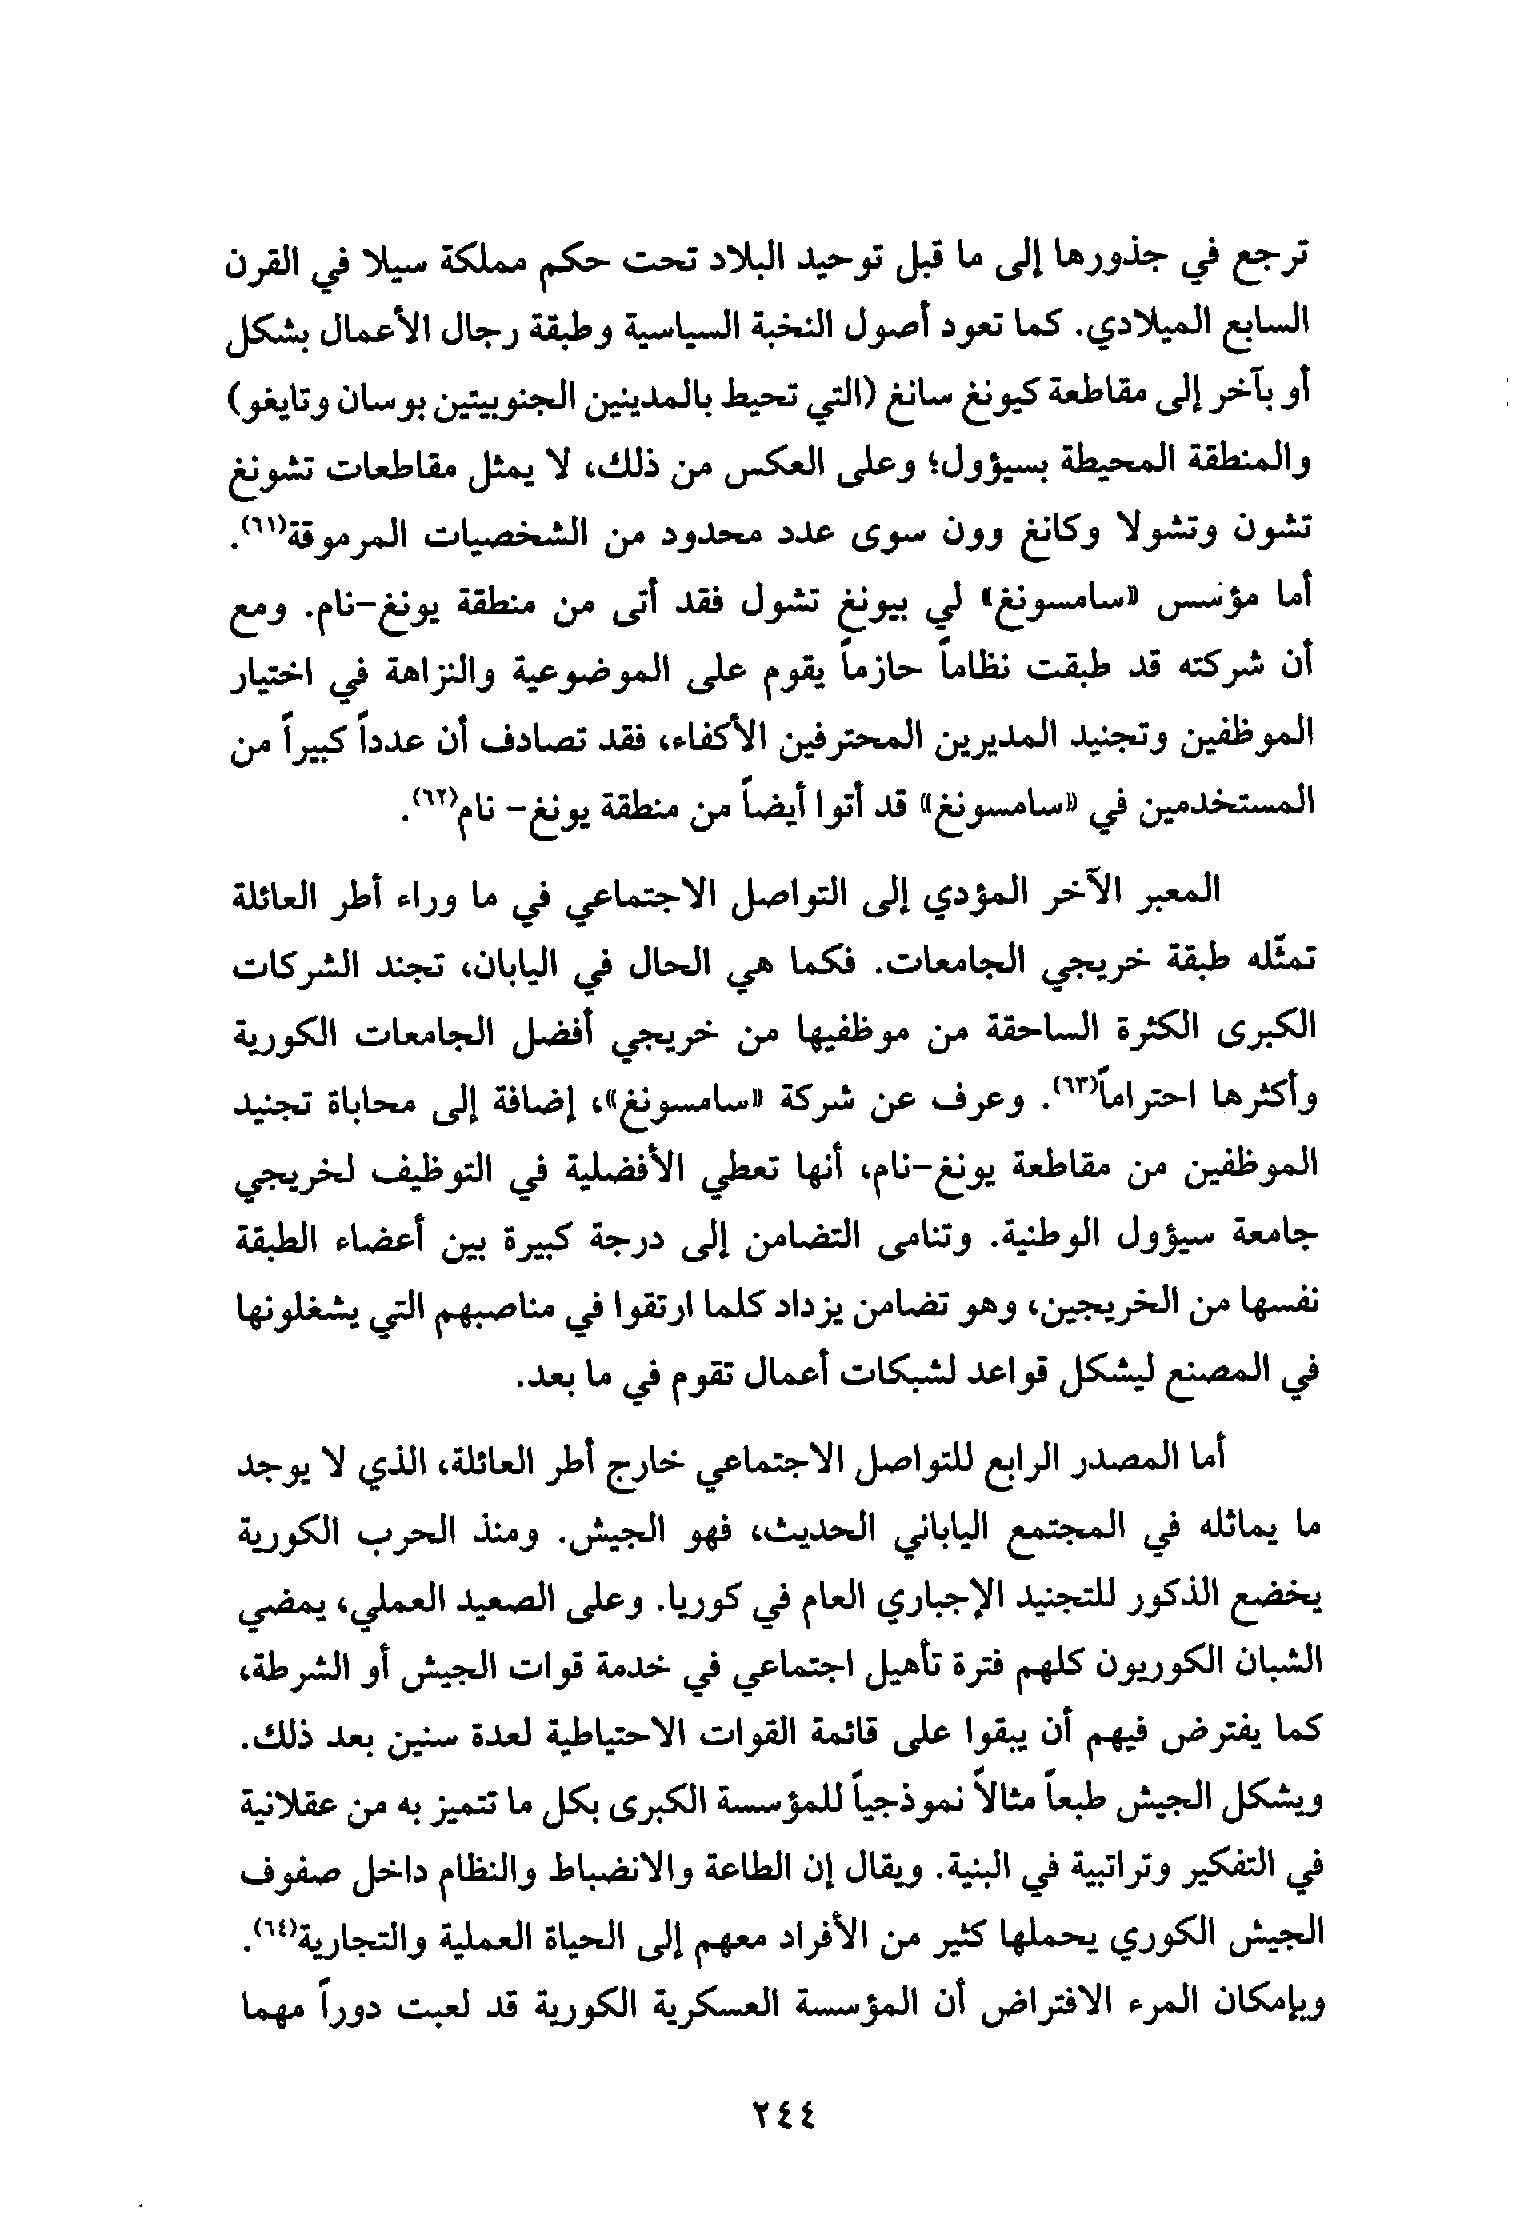 ترجع في جذورها إلى ما قبل توحيد البلاد تحت حكم مملكة سيلا في القرن
السابع الميلادي. كما تعود أصول النخبة السياسية وطبقة رجال الأعمال بشكل
أو بآخر إلى مقاطعة كيونغ سانغ (التي تحيط بالمدينين الجنوبيتين بوسان وتايغو)
والمنطقة المحيطة بسيؤول؛ وعلى العكس من ذلك، لا يمثل مقاطعات تشونغ
تشون وتشولا وكانغ وون سوى عدد محدود من الشخصيات المرموقة(٦١).
أما مؤسس «سامسونغ» لي بيونغ تشول فقد أتى من منطقة يونغ-نام. ومع
أن شركته قد طبقت نظاماً حازماً يقوم على الموضوعية والنزاهة في اختيار
الموظفين وتجنيد المديرين المحترفين الأكفاء، فقد تصادف أن عدداً كبيراً من
المستخدمين في «سامسونغ» قد أتوا أيضاً من منطقة يونغ- نام(٦٢).
المعبر الآخر المؤدي إلى التواصل الاجتماعي في ما وراء أطر العائلة
تمثّله طبقة خريجي الجامعات. فكما هي الحال في اليابان، تجند الشركات
الكبرى الكثرة الساحقة من موظفيها من خريجي أفضل الجامعات الكورية
وأكثرها احتراماً(٦٣). وعرف عن شركة «سامسونغ»، إضافة إلى محاباة تجنيد
الموظفين من مقاطعة يونغ-نام، أنها تعطي الأفضلية في التوظيف لخريجي
جامعة سيؤول الوطنية. وتنامى التضامن إلى درجة كبيرة بين أعضاء الطبقة
نفسها من الخريجين، وهو تضامن يزداد كلما ارتقوا في مناصبهم التي يشغلونها
في المصنع ليشكل قواعد لشبكات أعمال تقوم في ما بعد.
أما المصدر الرابع للتواصل الاجتماعي خارج أطر العائلة، الذي لا يوجد
ما يماثله في المجتمع الياباني الحديث، فهو الجيش. ومنذ الحرب الكورية
يخضع الذكور للتجنيد الإجباري العام في كوريا. وعلى الصعيد العملي، يمضي
الشبان الكوريون كلهم فترة تأهيل اجتماعي في خدمة قوات الجيش أو الشرطة،
كما يفترض فيهم أن يبقوا على قائمة القوات الاحتياطية لعدة سنين بعد ذلك.
ويشكل الجيش طبعاً مثالاً نموذجياً للمؤسسة الكبرى بكل ما تتميز به من عقلانية
في التفكير وتراتبية في البنية. ويقال إن الطاعة والانضباط والنظام داخل صفوف
الجيش الكوري يحملها كثير من الأفراد معهم إلى الحياة العملية والتجارية(٦٤).
وبإمكان المرء الافتراض أن المؤسسة العسكرية الكورية قد لعبت دوراً مهما
٢٤٤